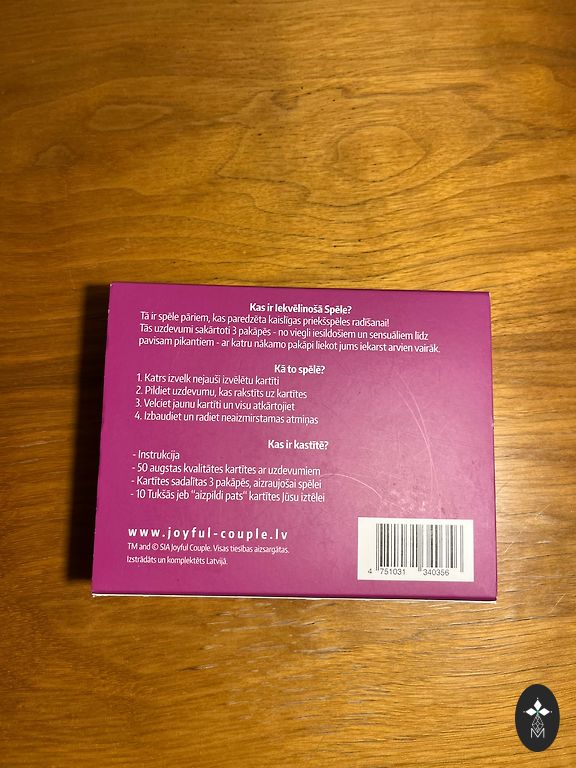 Kas ir Iekvēlinošā Spēle?
Tā ir spēle pāriem, kas paredzēta kaislīgas priekšspēles radīšanai!
Tās uzdevumi sakārtoti 3 pakāpēs - no viegli iesildošiem un sensuāliem līdz
pavisam pikantiem - ar katru nākamo pakāpi liekot jums iekarst arvien vairāk.
Kā to spēlē?
1. Katrs izvelk nejauši izvēlētu kartīti
2. Pildiet uzdevumu, kas rakstīts uz kartītes
3. Velciet jaunu kartīti un visu atkārtojiet
4. Izbaudiet un radiet neaizmirstamas atmiņas
Kas ir kastītē?
- Instrukcija
- 50 augstas kvalitātes kartītes ar uzdevumiem
- Kartītes sadalītas 3 pakāpēs, aizraujošai spēlei
- 10 Tukšās jeb "aizpildi pats" kartītes Jūsu iztēlei
www.joyful-couple.lv
TM and © SIA Joyful Couple. Visas tiesības aizsargātas.
Izstrādāts un komplektēts Latvijā.
4 751031 340356
M